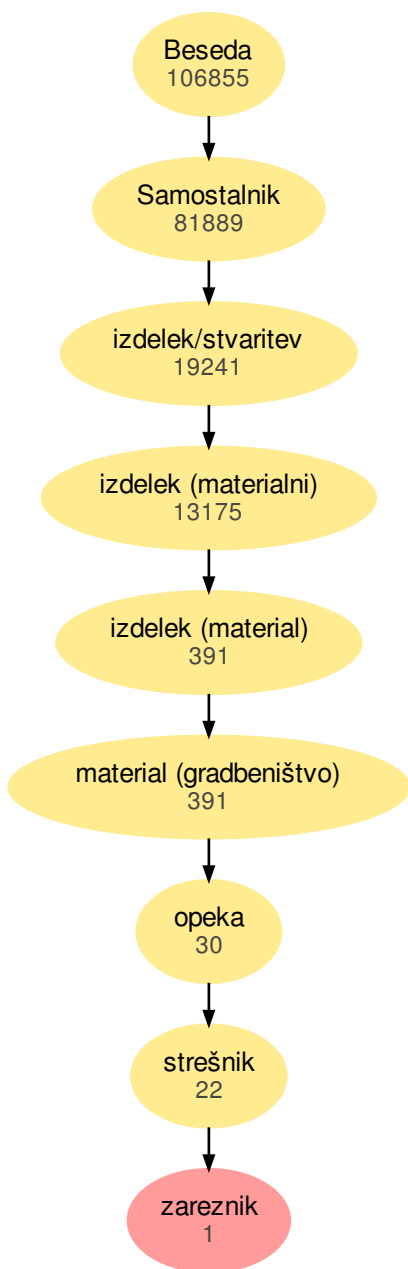 Beseda
106855
Samostalnik
81889
izdelek/stvaritev
19241
izdelek (materialni)
13175
izdelek (material)
391
material (gradbeništvo)
391
opeka
30
strešnik
22
zareznik
1